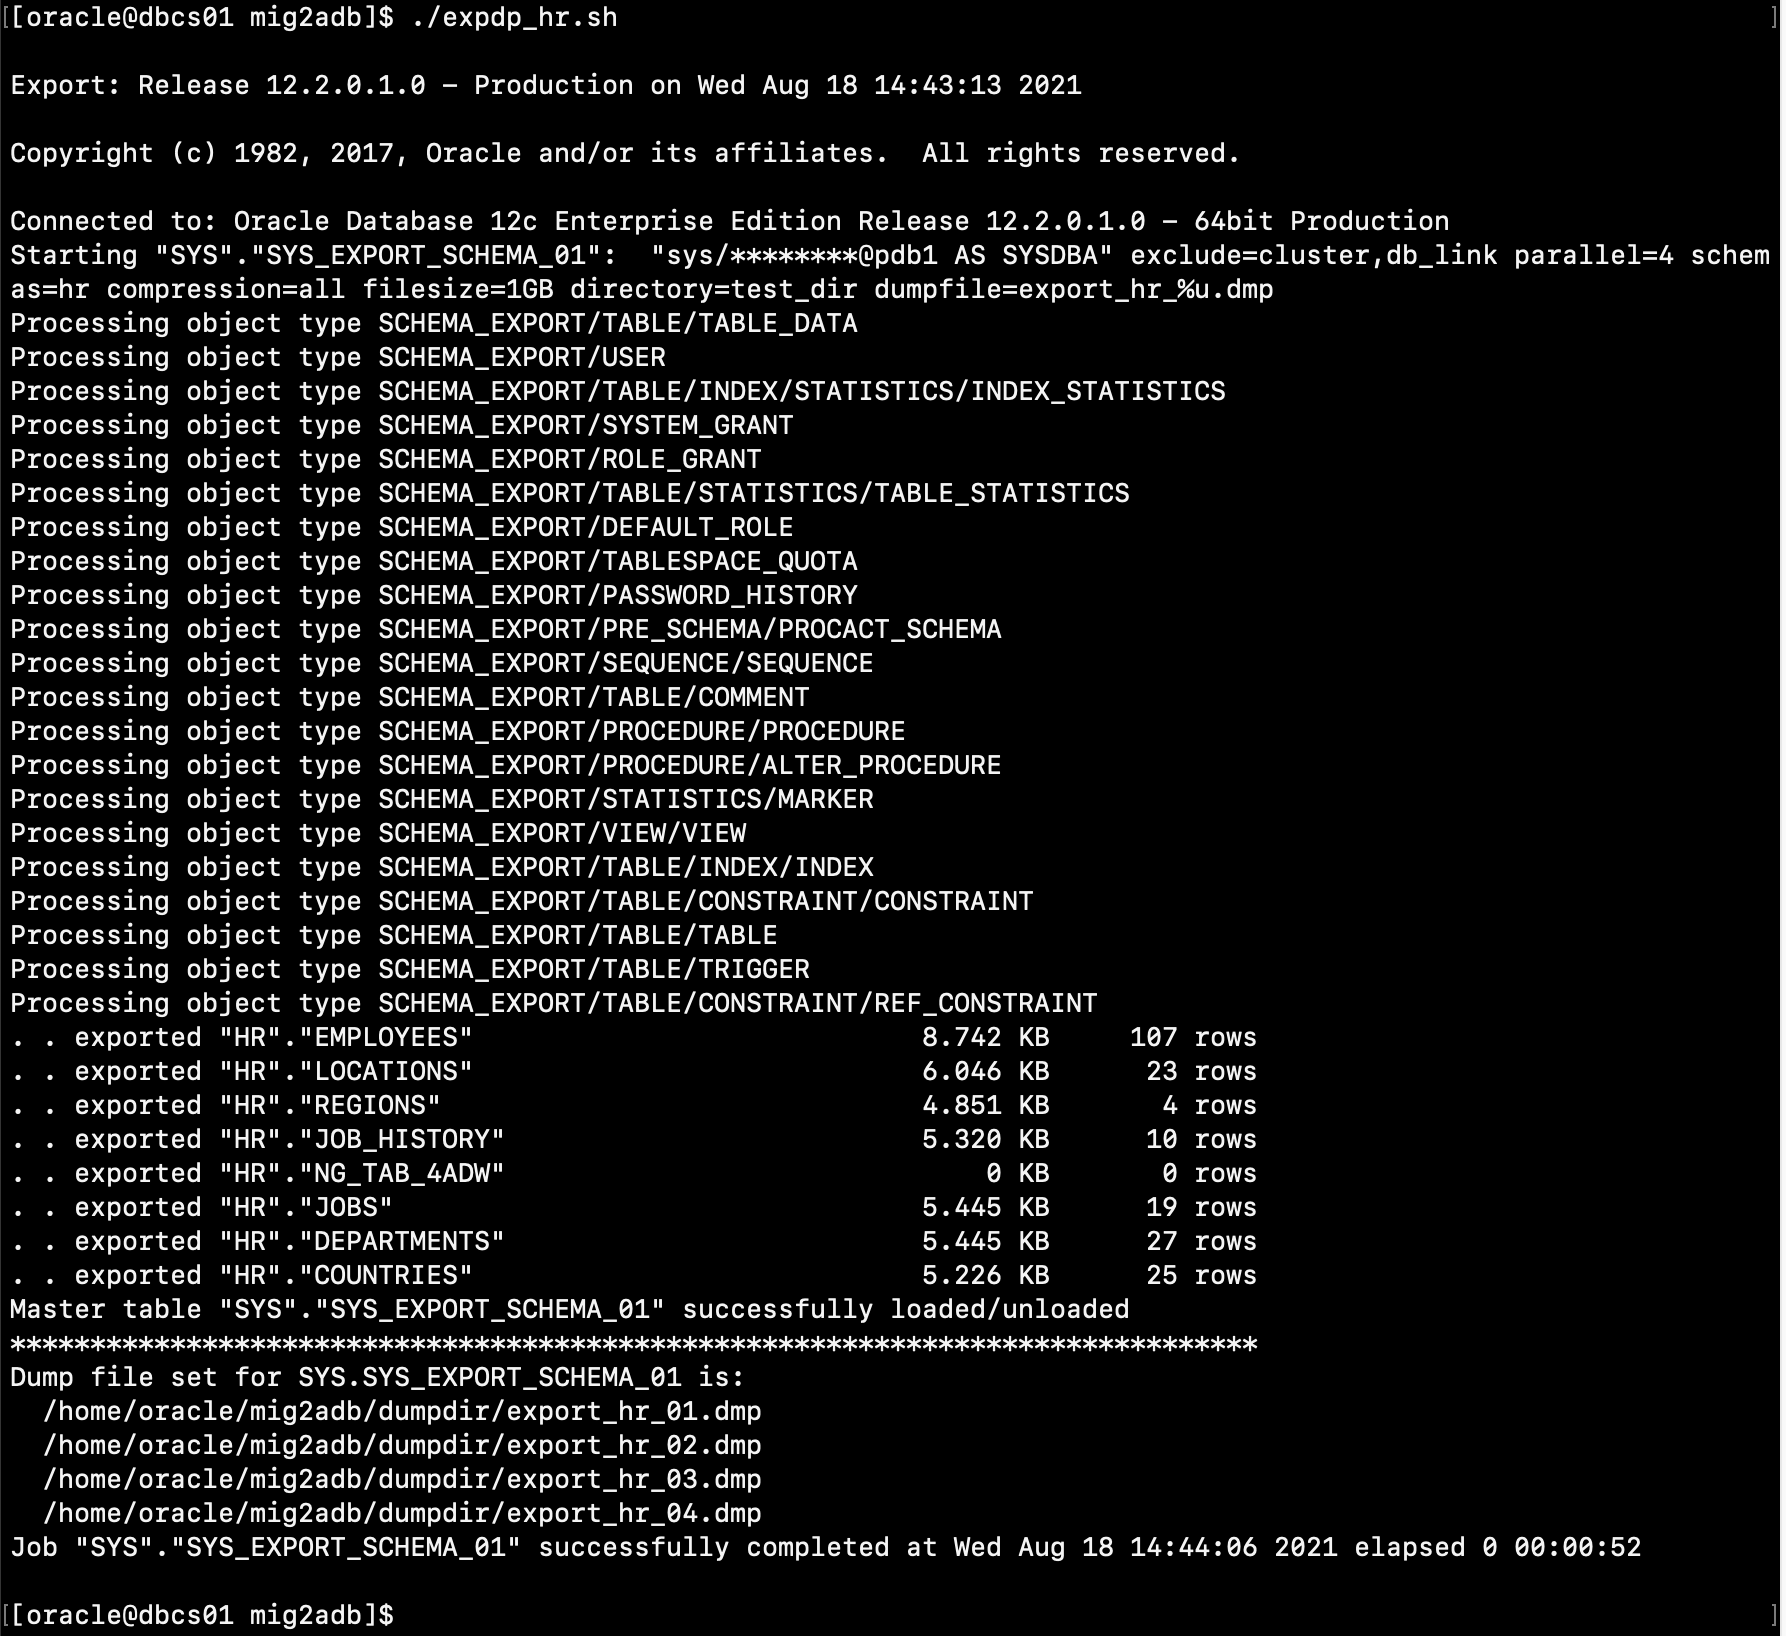 [[oracle@dbcs01 mig2adb]$ ./expdp_hr.sh ]
Export: Release 12.2.0.1.0 – Production on Wed Aug 18 14:43:13 2021
Copyright (c) 1982, 2017, Oracle and/or its affiliates.  All rights reserved.
Connected to: Oracle Database 12c Enterprise Edition Release 12.2.0.1.0 – 64bit Production
Starting "SYS"."SYS_EXPORT_SCHEMA_01":  "sys/********@pdb1 AS SYSDBA" exclude=cluster,db_link parallel=4 schem
as=hr compression=all filesize=1GB directory=test_dir dumpfile=export_hr_%u.dmp
Processing object type SCHEMA_EXPORT/TABLE/TABLE_DATA
Processing object type SCHEMA_EXPORT/USER
Processing object type SCHEMA_EXPORT/TABLE/INDEX/STATISTICS/INDEX_STATISTICS
Processing object type SCHEMA_EXPORT/SYSTEM_GRANT
Processing object type SCHEMA_EXPORT/ROLE_GRANT
Processing object type SCHEMA_EXPORT/TABLE/STATISTICS/TABLE_STATISTICS
Processing object type SCHEMA_EXPORT/DEFAULT_ROLE
Processing object type SCHEMA_EXPORT/TABLESPACE_QUOTA
Processing object type SCHEMA_EXPORT/PASSWORD_HISTORY
Processing object type SCHEMA_EXPORT/PRE_SCHEMA/PROCACT_SCHEMA
Processing object type SCHEMA_EXPORT/SEQUENCE/SEQUENCE
Processing object type SCHEMA_EXPORT/TABLE/COMMENT
Processing object type SCHEMA_EXPORT/PROCEDURE/PROCEDURE
Processing object type SCHEMA_EXPORT/PROCEDURE/ALTER_PROCEDURE
Processing object type SCHEMA_EXPORT/STATISTICS/MARKER
Processing object type SCHEMA_EXPORT/VIEW/VIEW
Processing object type SCHEMA_EXPORT/TABLE/INDEX/INDEX
Processing object type SCHEMA_EXPORT/TABLE/CONSTRAINT/CONSTRAINT
Processing object type SCHEMA_EXPORT/TABLE/TABLE
Processing object type SCHEMA_EXPORT/TABLE/TRIGGER
Processing object type SCHEMA_EXPORT/TABLE/CONSTRAINT/REF_CONSTRAINT
. . exported "HR"."EMPLOYEES"                            8.742 KB     107 rows
. . exported "HR"."LOCATIONS"                            6.046 KB      23 rows
. . exported "HR"."REGIONS"                              4.851 KB       4 rows
. . exported "HR"."JOB_HISTORY"                          5.320 KB      10 rows
. . exported "HR"."NG_TAB_4ADW"                              0 KB       0 rows
. . exported "HR"."JOBS"                                 5.445 KB      19 rows
. . exported "HR"."DEPARTMENTS"                          5.445 KB      27 rows
. . exported "HR"."COUNTRIES"                            5.226 KB      25 rows
Master table "SYS"."SYS_EXPORT_SCHEMA_01" successfully loaded/unloaded
******************************************************************************
Dump file set for SYS.SYS_EXPORT_SCHEMA_01 is:
  /home/oracle/mig2adb/dumpdir/export_hr_01.dmp
  /home/oracle/mig2adb/dumpdir/export_hr_02.dmp
  /home/oracle/mig2adb/dumpdir/export_hr_03.dmp
  /home/oracle/mig2adb/dumpdir/export_hr_04.dmp
Job "SYS"."SYS_EXPORT_SCHEMA_01" successfully completed at Wed Aug 18 14:44:06 2021 elapsed 0 00:00:52
[[oracle@dbcs01 mig2adb]$ ]